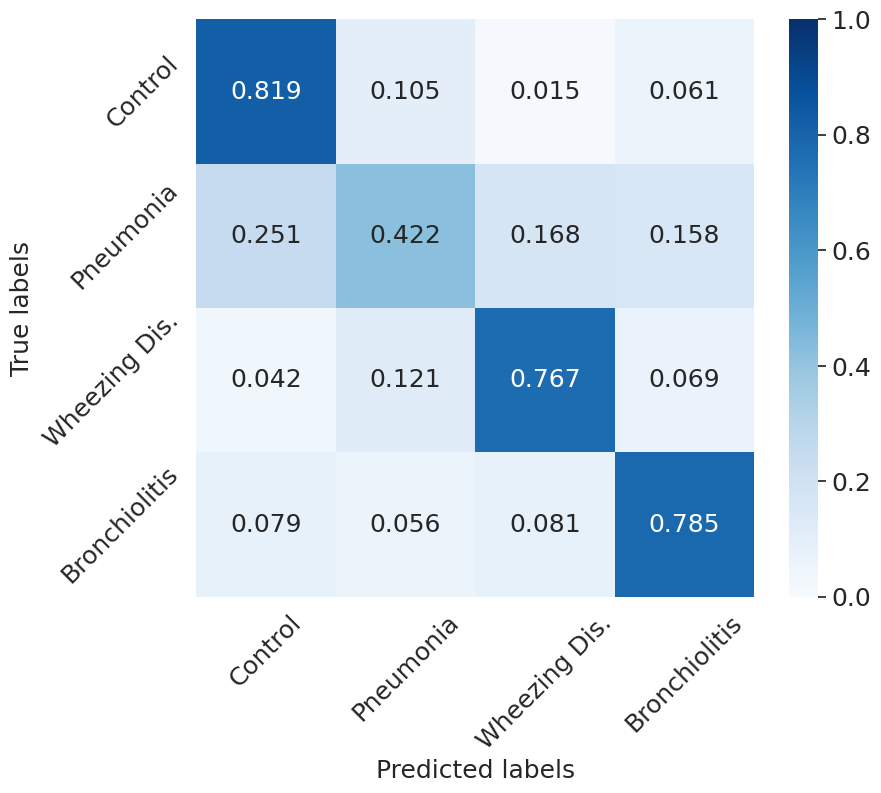 Control 0.819 0.105 0.015 0.061
Pneumonia 0.251 0.422 0.168 0.158
Wheezing Dis. 0.042 0.121 0.767 0.069
Bronchiolitis 0.079 0.056 0.081 0.785
True labels
Control Pneumonia Wheezing Dis. Bronchiolitis
Predicted labels
1.0
0.8
0.6
0.4
0.2
0.0